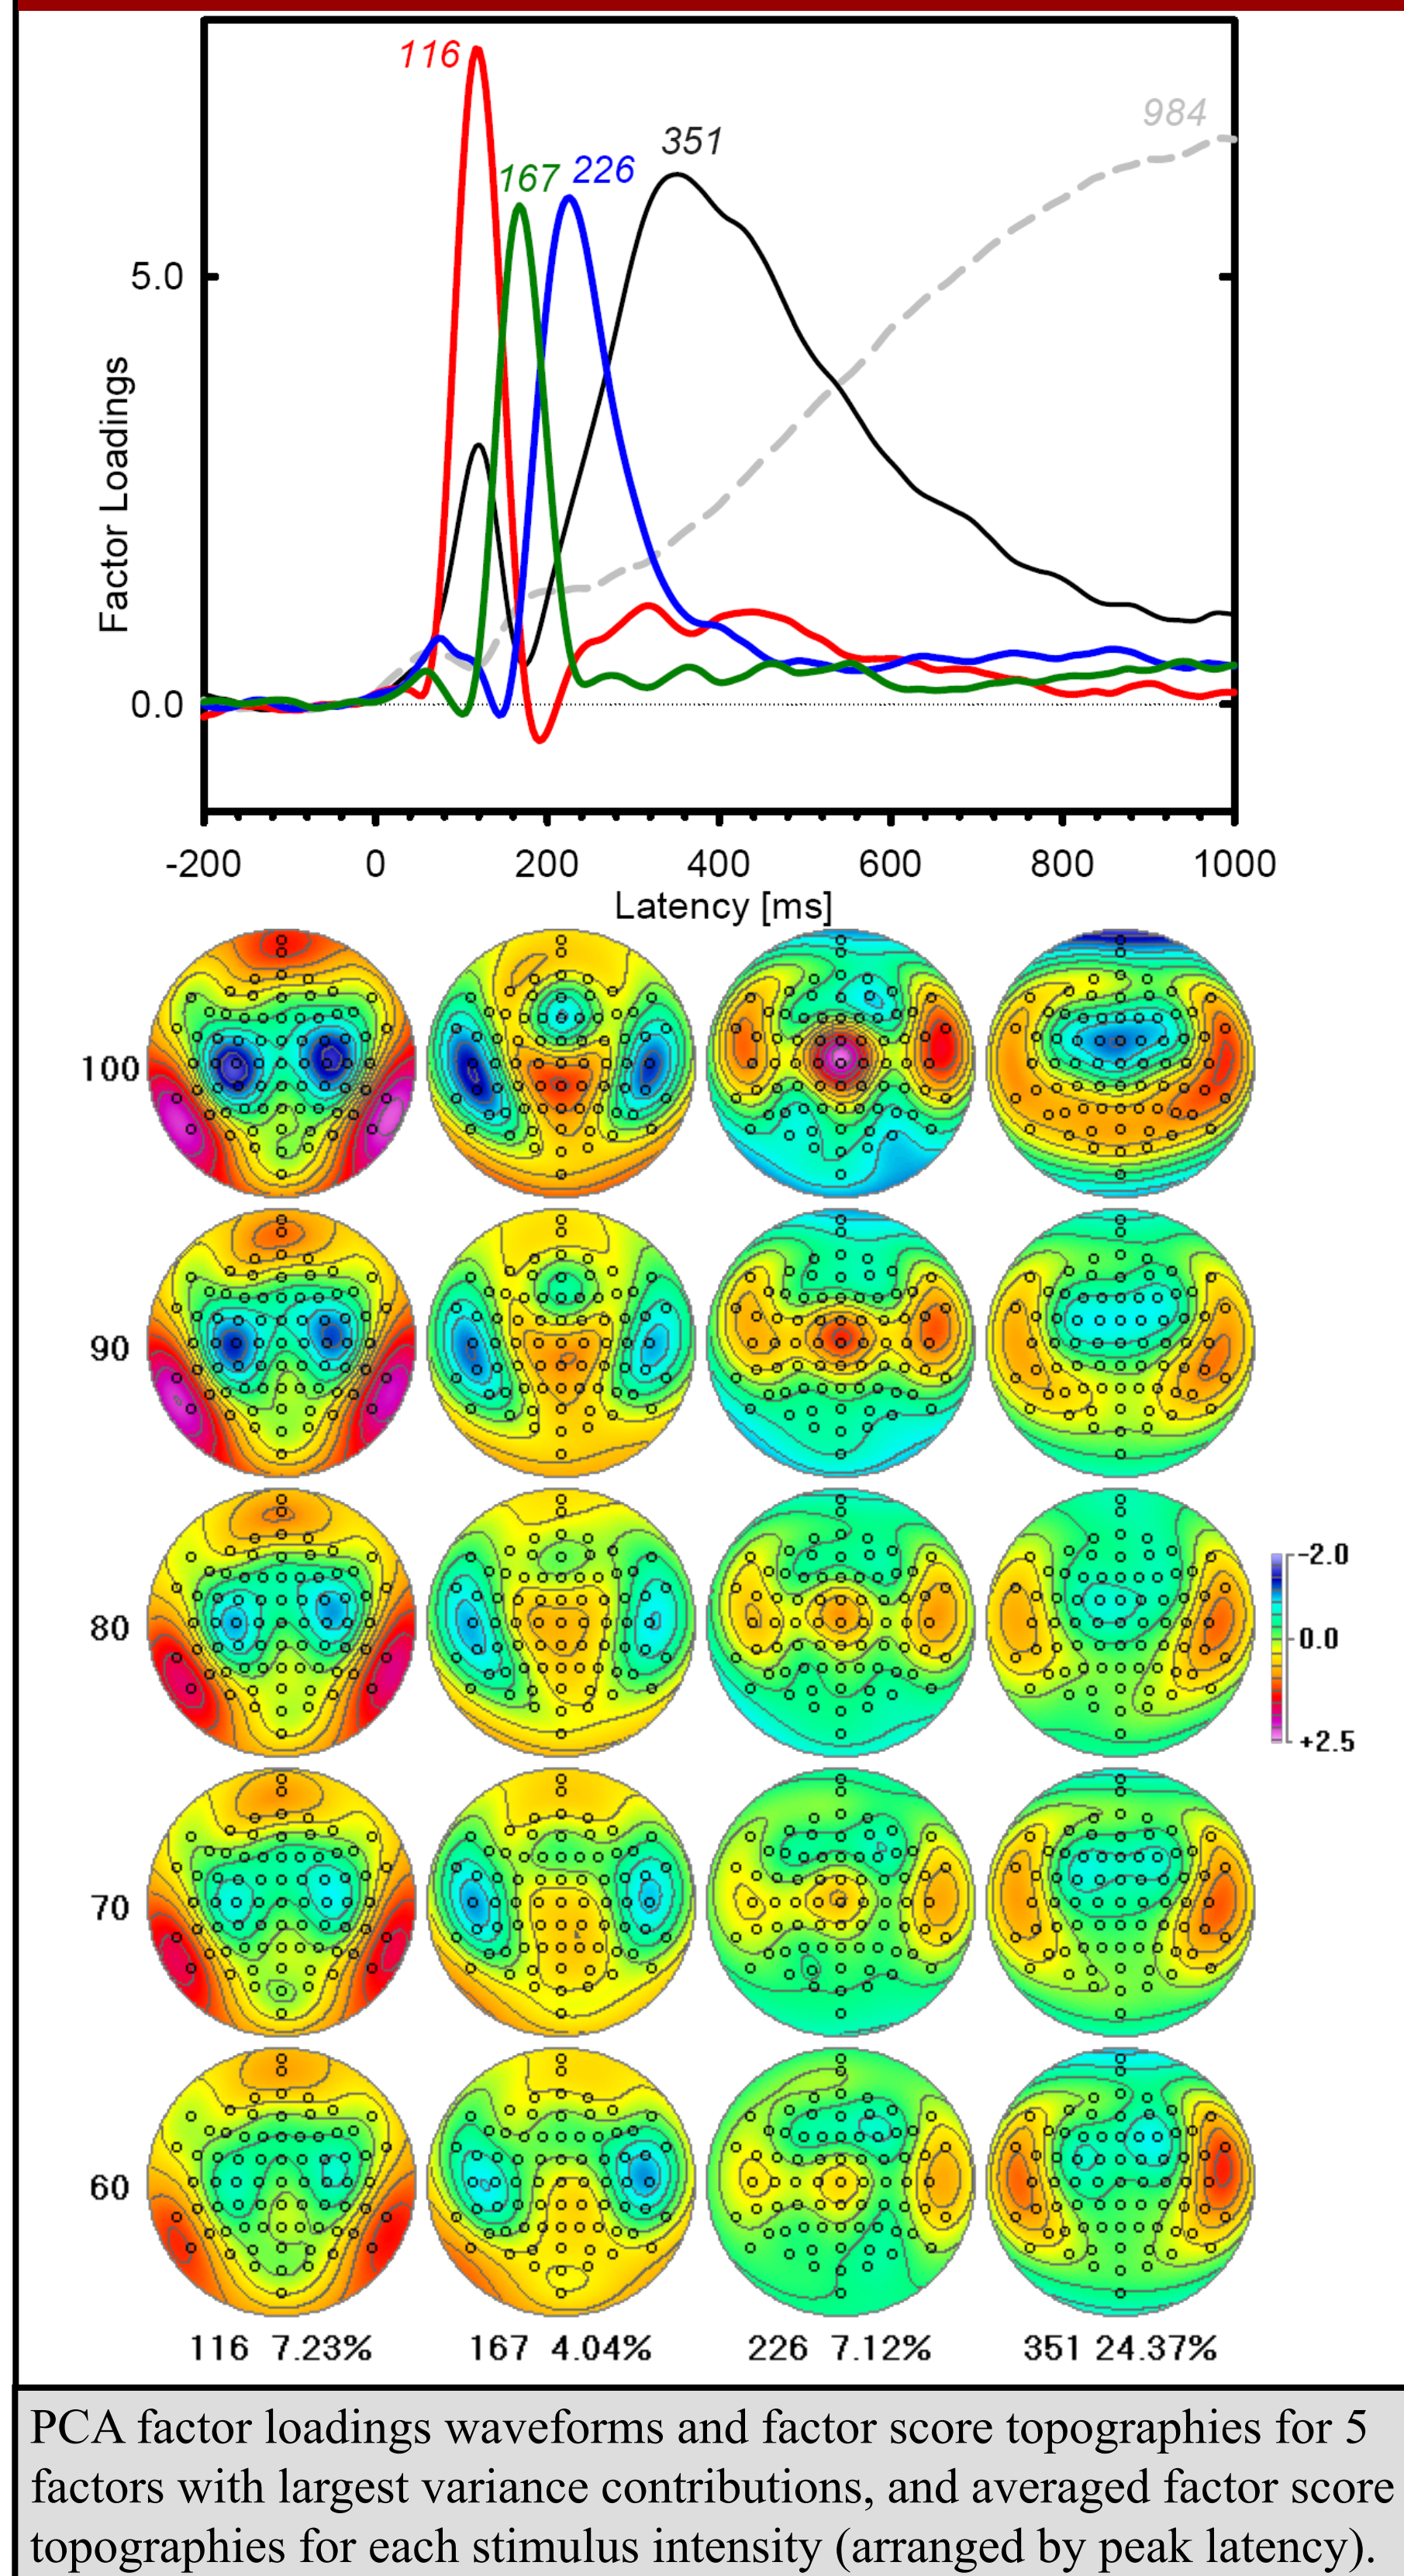 116
984
351
167 226
5.0
Factor Loadings
0.0
-200 0 200 400 600 800 1000
Latency [ms]
100
90
80
-2.0
0.0
+2.5
70
60
116 7.23% 167 4.04% 226 7.12% 351 24.37%
PCA factor loadings waveforms and factor score topographies for 5
factors with largest variance contributions, and averaged factor score
topographies for each stimulus intensity (arranged by peak latency).